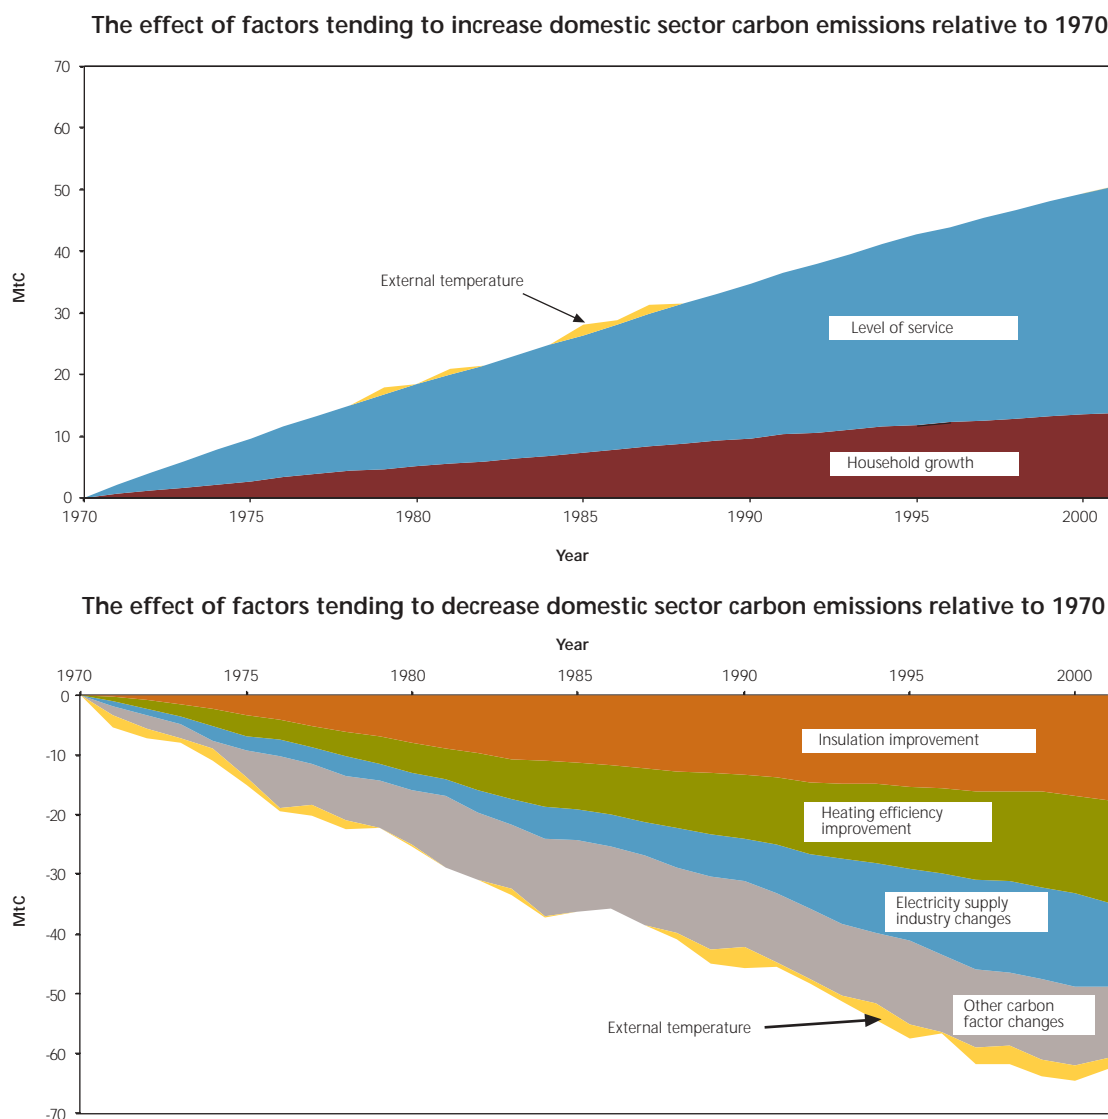 The effect of factors tending to increase domestic sector carbon emissions relative to 1970
70
60
50
40
30
20
10
0
MtC
External temperature
Level of service
Household growth
1970
1975
1980
1985
1990
1995
2000
Year
The effect of factors tending to decrease domestic sector carbon emissions relative to 1970
Year
1970
1975
1980
1985
1990
1995
2000
0
-10
-20
-30
-40
-50
-60
-70
MtC
Insulation improvement
Heating efficiency
improvement
Electricity supply
industry changes
Other carbon
factor changes
External temperature